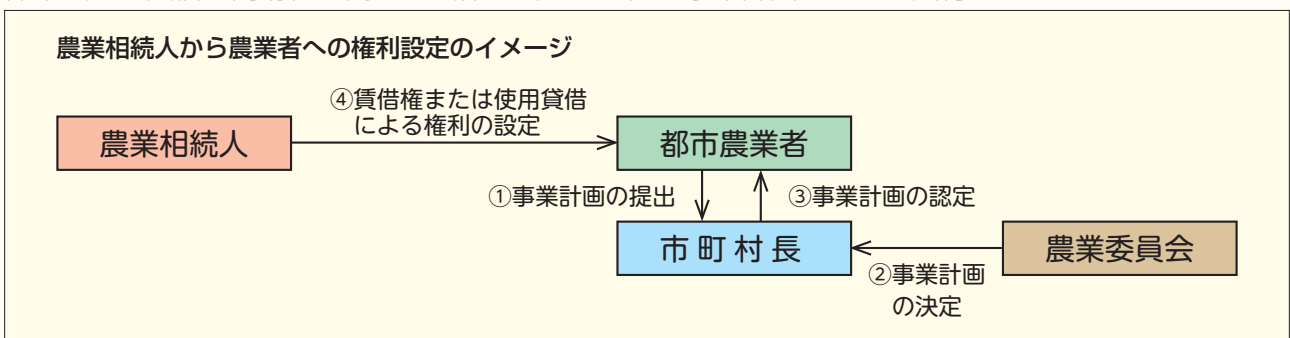 農業相続人から農業者への権利設定のイメージ
④賃借権または使用貸借
による権利の設定
農業相続人
都市農業者
①事業計画の提出
③事業計画の認定
市町村長
農業委員会
②事業計画
の決定